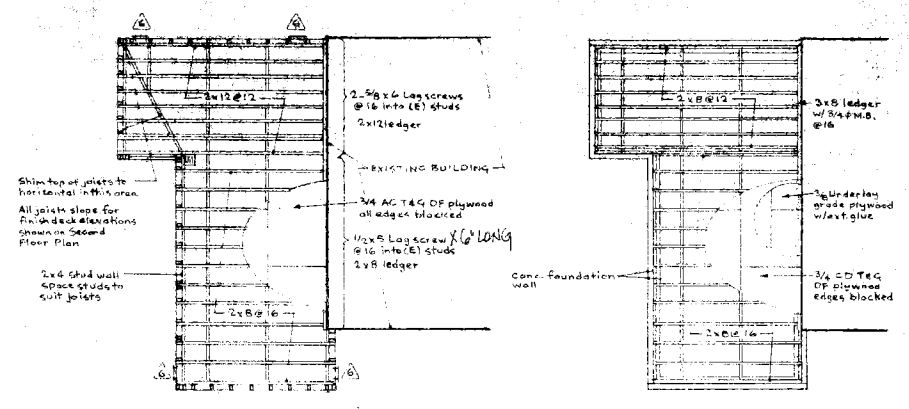 6
6
2x12@12
2-5/8 x 6 Lag screws
@ 16 into (E) studs
2x12 ledger
EXISTING BUILDING
3/4 AC T&G DF plywood
all edges blocked
1/2 x 5 Lag screw X 6" LONG
@ 16 into (E) studs
2x8 ledger
Shim top of joists to
horizontal in this area
All joists slope for
finish deck elevations
shown on Second
Floor Plan
2x4 stud wall
space studs to
suit joists
2x8@16
6
6
2x8@12
3x8 ledger
w/ 3/4 φ M.B.
@16
Underlay
grade plywood
w/ext. glue
Conc. foundation
wall
3/4 CD T&G
DF plywood
edges blocked
2x8@16